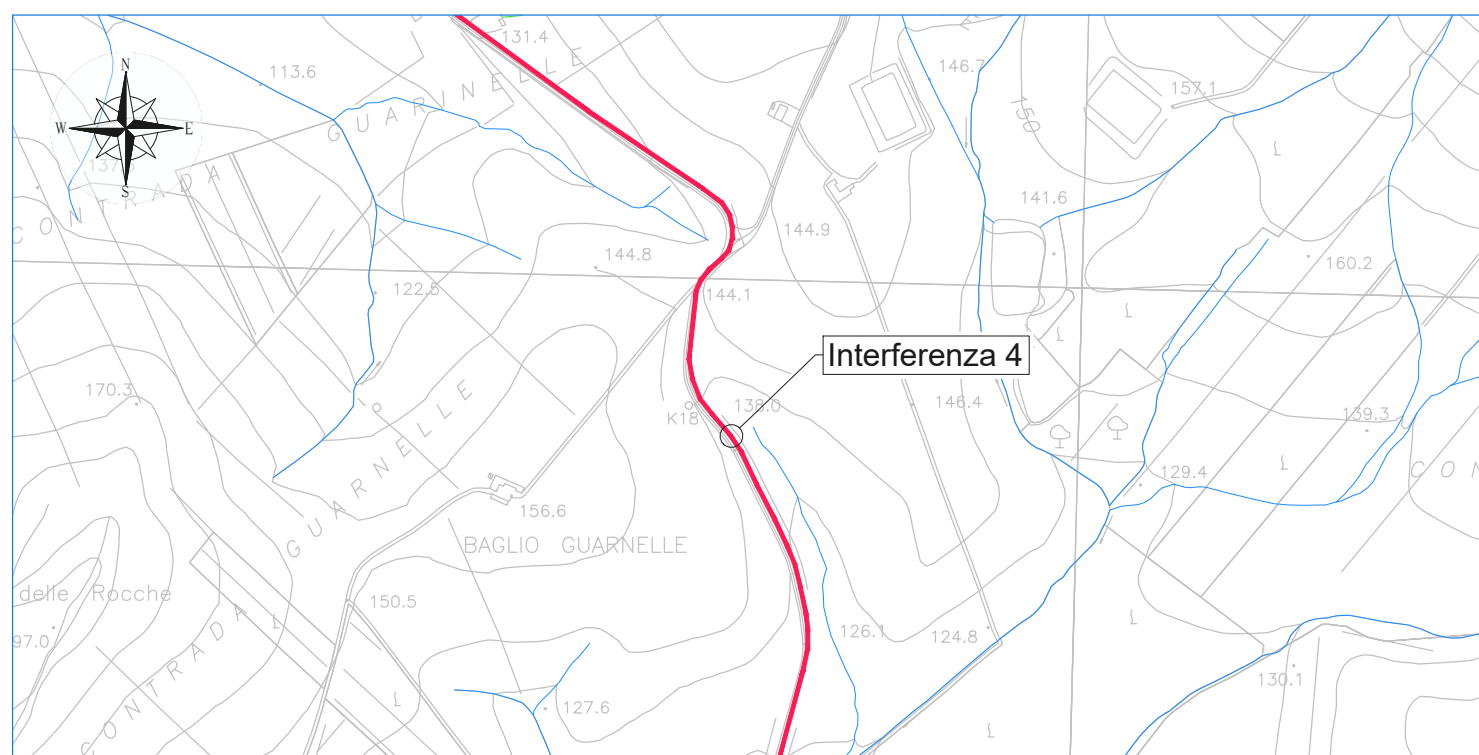 131.4
146.7
113.6
157.1
N
W
E
S
150
GUARINELLE
CONTRADA
141.6
144.9
144.8
160.2
122.5
144.1
Interferenza 4
170.3
138.0
146.4
K18
139.3
GUARNELLE
129.4
CON
156.6
BAGLIO GUARNELLE
delle Rocche
150.5
97.0
126.1
124.8
CONTRADA
130.1
127.6